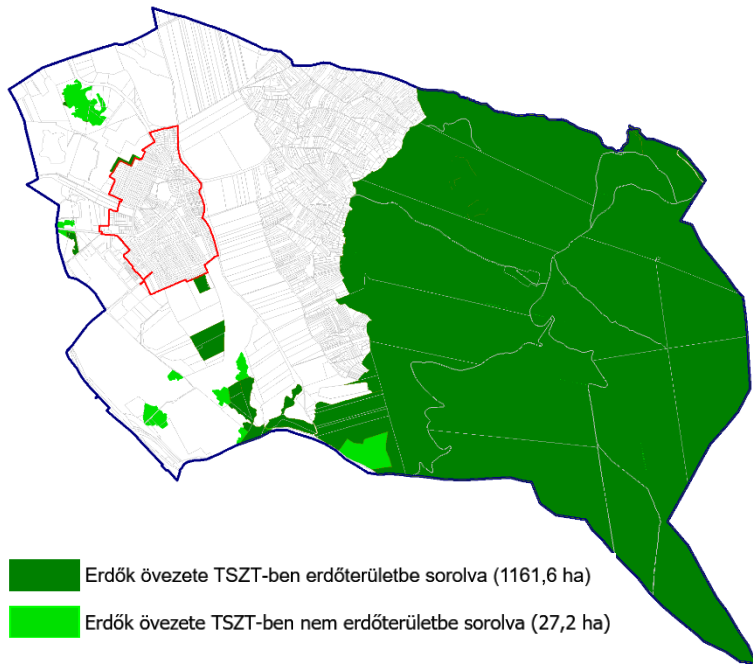 Erdők övezete TSZT-ben erdőterületbe sorolva (1161,6 ha)
Erdők övezete TSZT-ben nem erdőterületbe sorolva (27,2 ha)